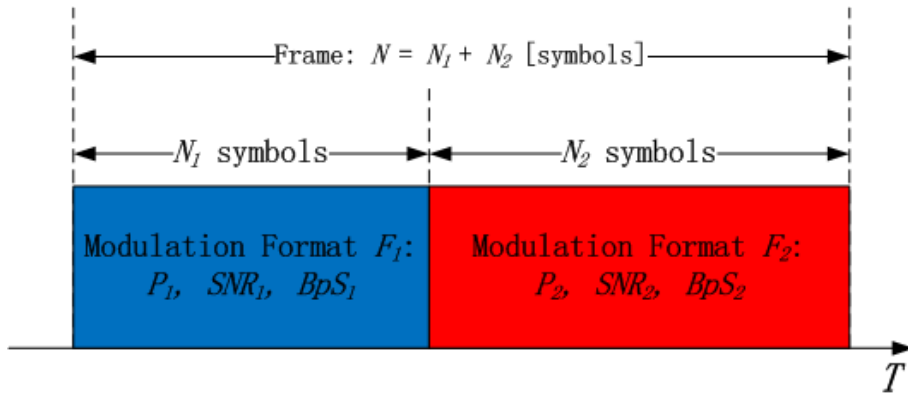 Frame: N = N₁ + N₂ [symbols]
N₁ symbols
N₂ symbols
Modulation Format F₁:
P₁, SNR₁, BpS₁
Modulation Format F₂:
P₂, SNR₂, BpS₂
T